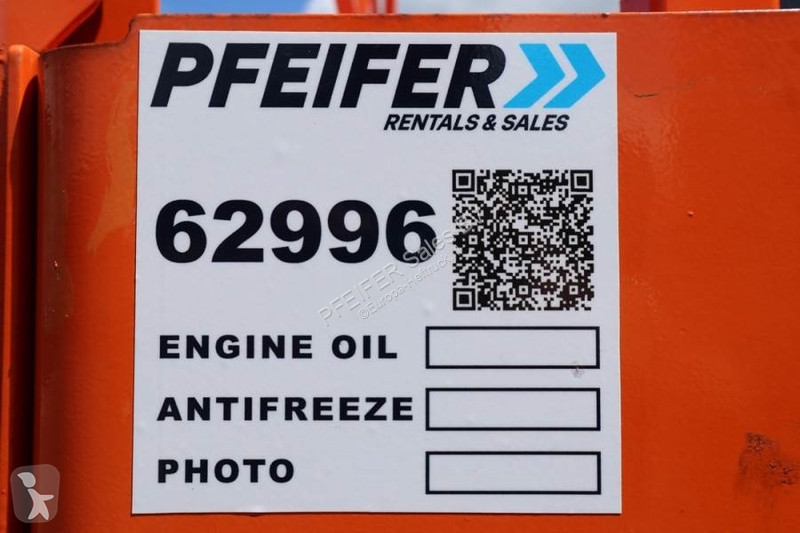 PFEIFER
RENTALS & SALES
62996
ENGINE OIL
ANTIFREEZE
PHOTO